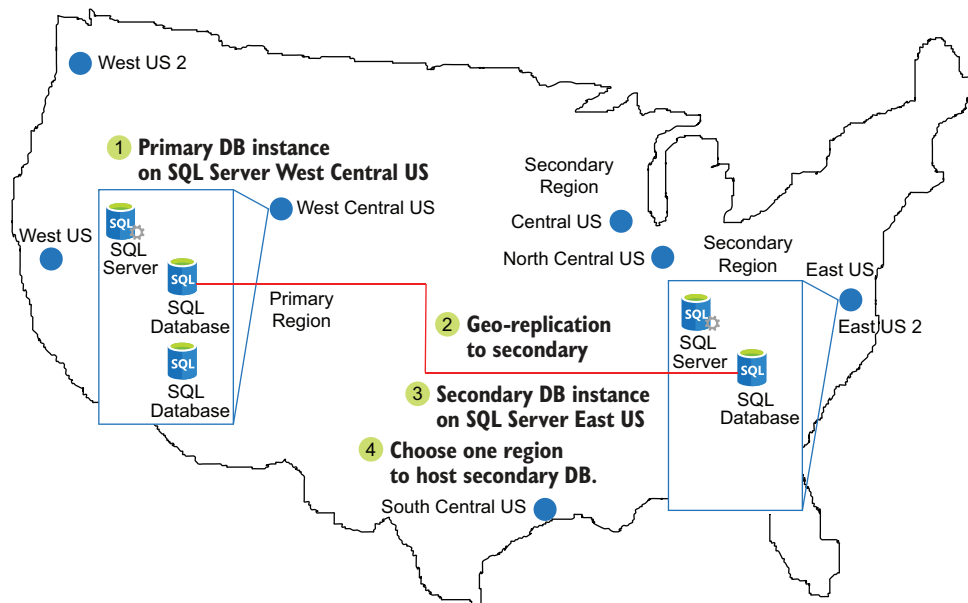 West US 2
1 Primary DB instance
on SQL Server West Central US
Secondary
Region
West Central US
Central US
SQL
West US
SQL
Server
North Central US
Secondary
Region
East US
SQL
SQL
Database
Primary
Region
East US 2
SQL
SQL
Server
2 Geo-replication
to secondary
SQL
SQL
Database
SQL
SQL
Database
3 Secondary DB instance
on SQL Server East US
4 Choose one region
to host secondary DB.
South Central US